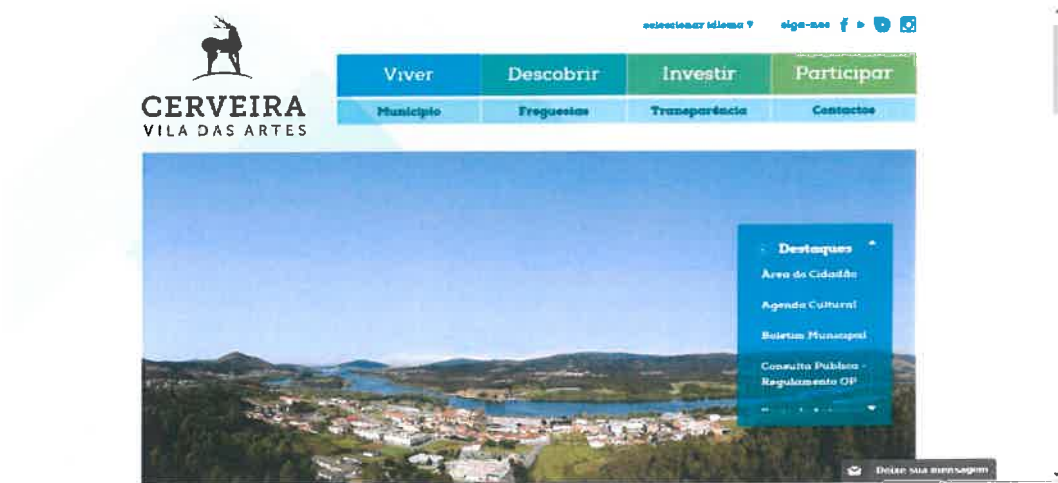 seleccionar idioma
siga-nos
Viver
Descobrir
Investir
Participar
Município
Freguesias
Transparência
Contactos
CERVEIRA
VILA DAS ARTES
Destaques
Área do Cidadão
Agenda Cultural
Boletim Municipal
Consulta Pública -
Regulamento OP
Deixe sua mensagem